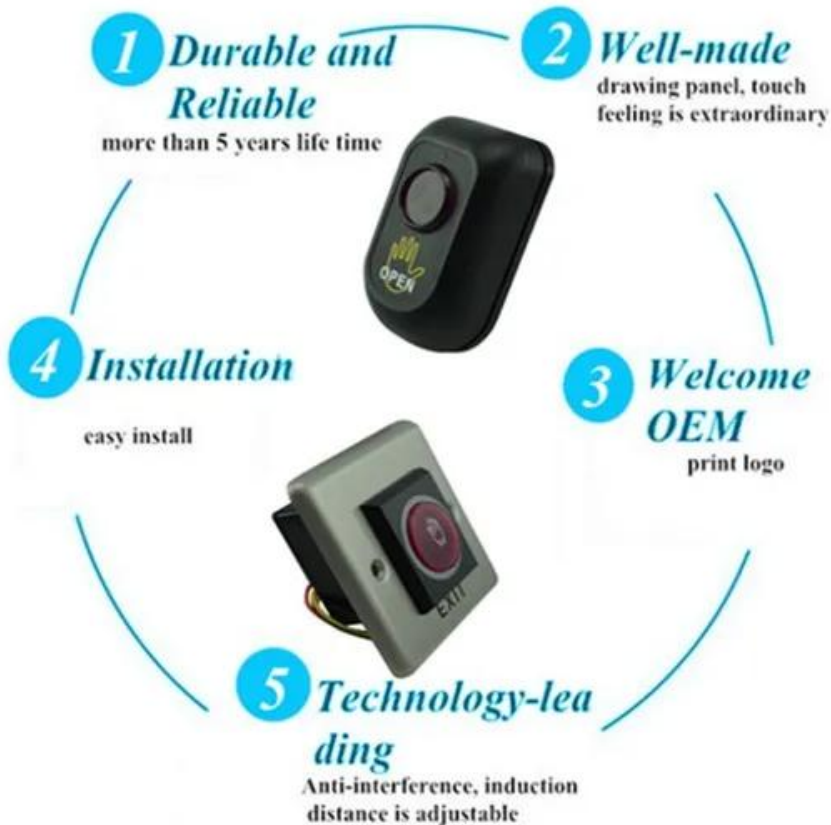 1
Durable and
Reliable
more than 5 years life time
2
Well-made
drawing panel, touch
feeling is extraordinary
OPEN
3
Welcome
OEM
print logo
4
Installation
easy install
EXIT
5
Technology-lea
ding
Anti-interference, induction
distance is adjustable